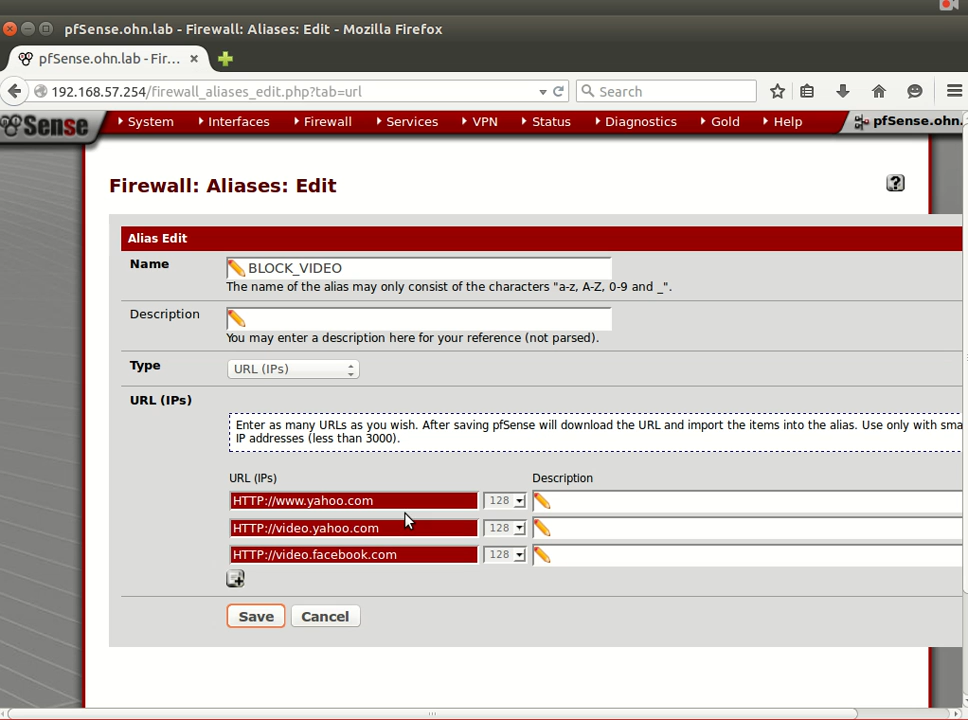 pfSense.ohn.lab - Firewall: Aliases: Edit - Mozilla Firefox
pfSense.ohn.lab - Fir...
192.168.57.254/firewall_aliases_edit.php?tab=url
Search
Sense
System
Interfaces
Firewall
Services
VPN
Status
Diagnostics
Gold
Help
pfSense.ohn.
Firewall: Aliases: Edit
?
Alias Edit
Name
BLOCK_VIDEO
The name of the alias may only consist of the characters "a-z, A-Z, 0-9 and _".
Description
You may enter a description here for your reference (not parsed).
Type
URL (IPs)
URL (IPs)
Enter as many URLs as you wish. After saving pfSense will download the URL and import the items into the alias. Use only with sma
IP addresses (less than 3000).
URL (IPs)
Description
HTTP://www.yahoo.com
128
HTTP://video.yahoo.com
128
HTTP://video.facebook.com
128
Save
Cancel